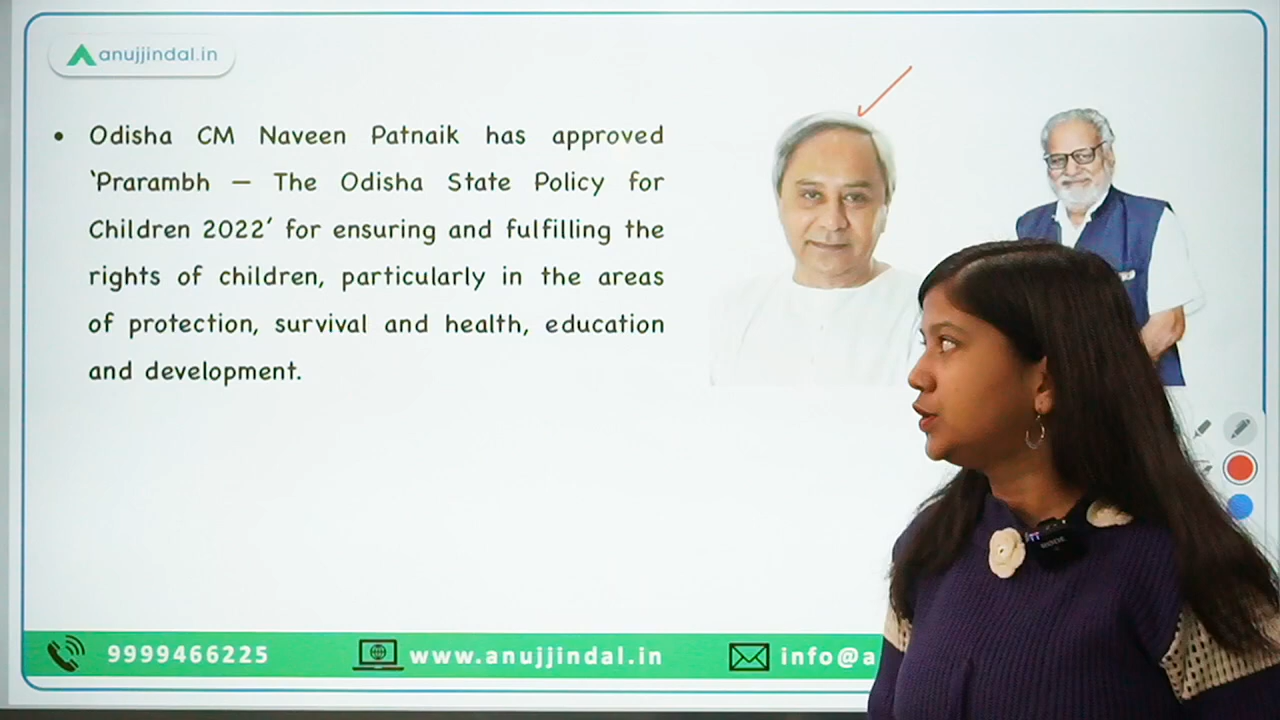 anujjindal.in
• Odisha CM Naveen Patnaik has approved
‘Prarambh — The Odisha State Policy for
Children 2022’ for ensuring and fulfilling the
rights of children, particularly in the areas
of protection, survival and health, education
and development.
9999466225
www.anujjindal.in
info@a